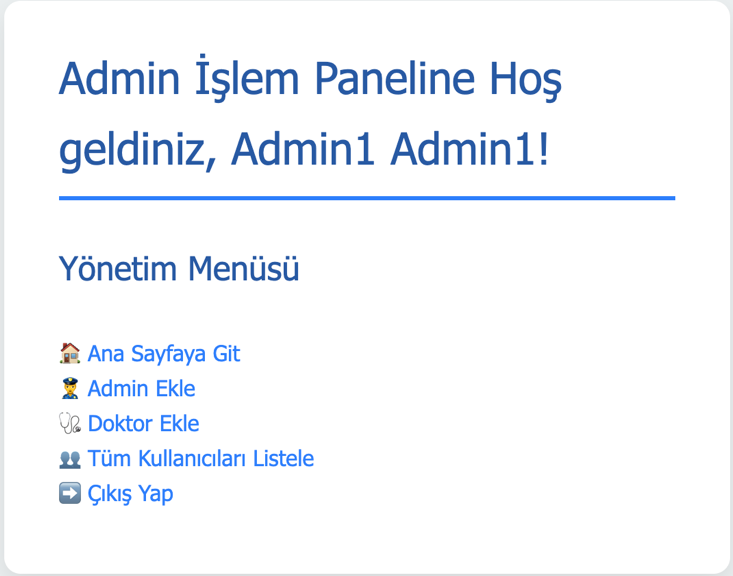 Admin İşlem Paneline Hoş
geldiniz, Admin1 Admin1!
Yönetim Menüsü
Ana Sayfaya Git
Admin Ekle
Doktor Ekle
Tüm Kullanıcıları Listele
Çıkış Yap